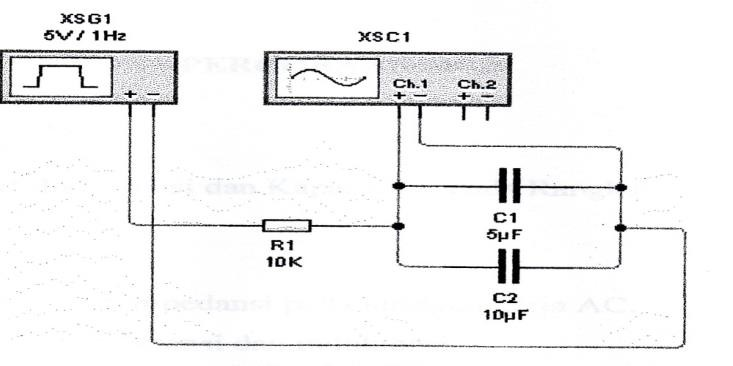 XSG1
5V / 1Hz
XSC1
Ch.1
Ch.2
+ −
+ −
+ −
R1
10K
C1
5µF
C2
10µF